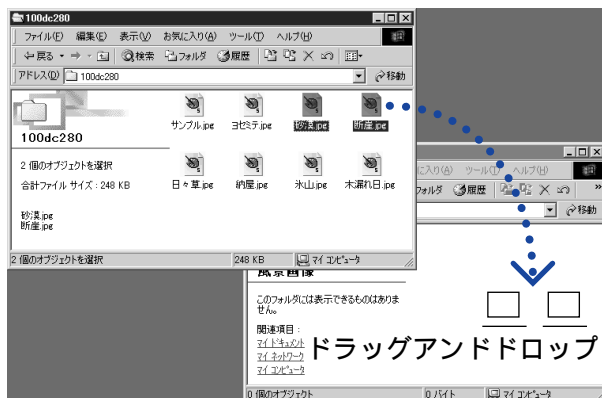 100dc280
ファイル(F) 編集(E) 表示(V) お気に入り(A) ツール(T) ヘルプ(H)
戻る 検索 フォルダ 履歴
アドレス(D) 100dc280 移動
100dc280
2 個のオブジェクトを選択
合計ファイル サイズ : 248 KB
砂漠.jpe
断崖.jpe
サンプル.jpe ヨセミテ.jpe 砂漠.jpe 断崖.jpe
日々草.jpe 納屋.jpe 氷山.jpe 木漏れ日.jpe
2 個のオブジェクトを選択 248 KB マイ コンピュータ
に入り(A) ツール(T) ヘルプ(H)
フォルダ 履歴 »
移動
風景画像
このフォルダには表示できるものはありま
せん。
関連項目 :
マイ ドキュメント
マイ ネットワーク
マイ コンピュータ
ドラッグアンドドロップ
0 個のオブジェクト 0 バイト マイ コンピュータ